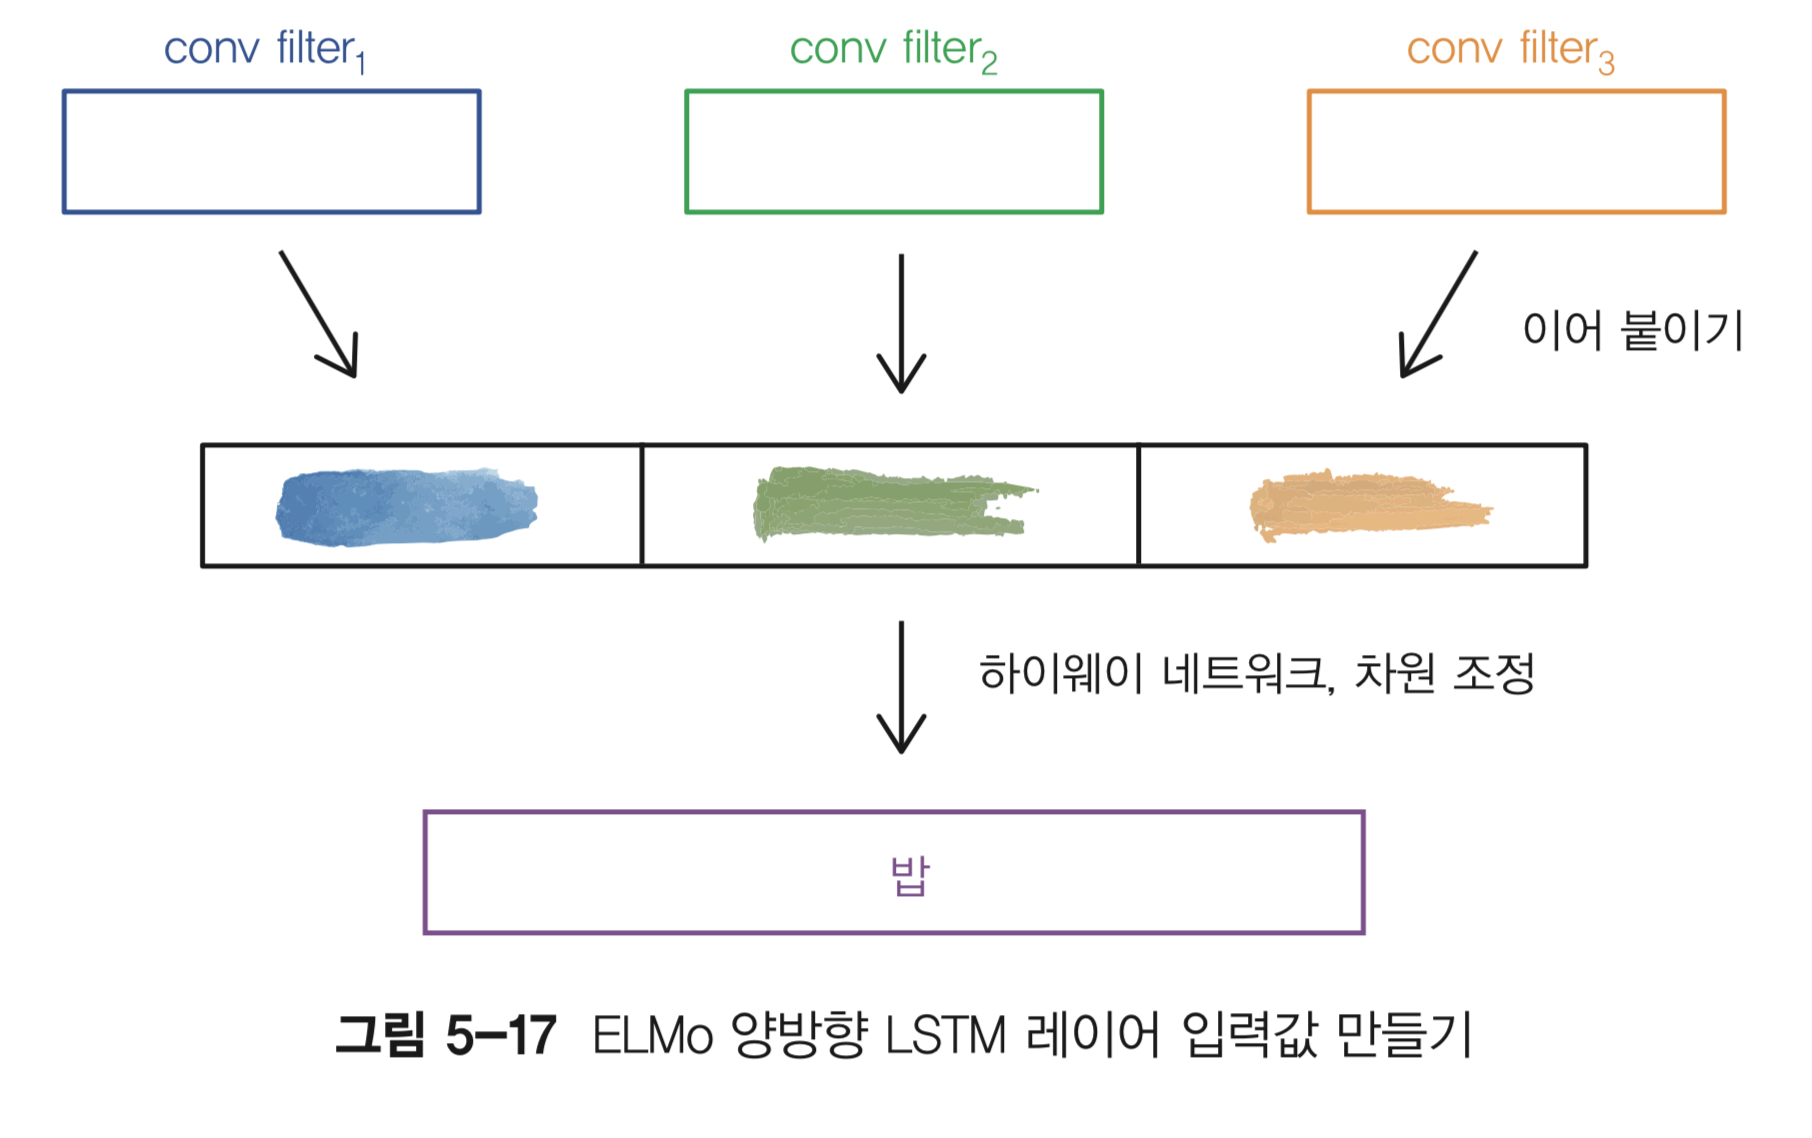 conv filter₁
conv filter₂
conv filter₃
이어 붙이기
하이웨이 네트워크, 차원 조정
밥
그림 5-17 ELMo 양방향 LSTM 레이어 입력값 만들기